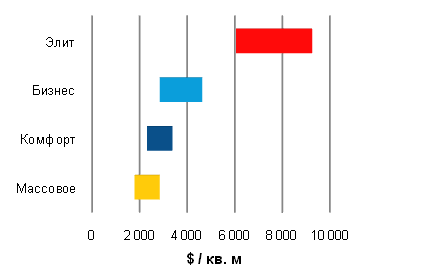 Элит
Бизнес
Комфорт
Массовое
0 2 000 4 000 6 000 8 000 10 000
$ / кв. м